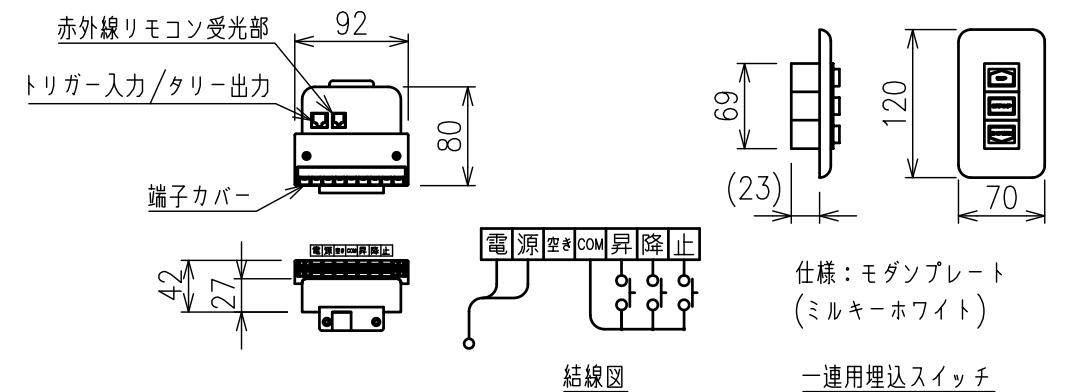 赤外線リモコン受光部
92
トリガー入力/タリー出力
80
端子カバー
69
(23)
120
70
電源空きCOM昇降止
42
27
電 源 空き COM 昇 降 止
仕様：モダンプレート
(ミルキーホワイト)
結線図
一連用埋込スイッチ